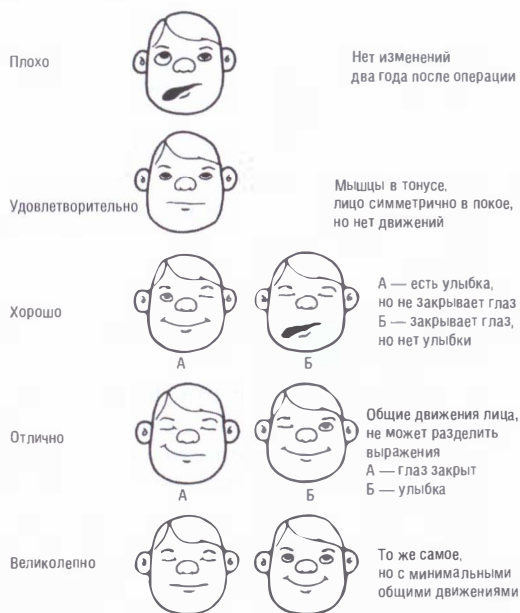 Плохо
Нет изменений
два года после операции
Удовлетворительно
Мышцы в тонусе,
лицо симметрично в покое,
но нет движений
Хорошо
А — есть улыбка,
но не закрывает глаз
Б — закрывает глаз,
но нет улыбки
А
Б
Отлично
Общие движения лица,
не может разделить
выражения
А — глаз закрыт
Б — улыбка
А
Б
Великолепно
То же самое,
но с минимальными
общими движениями